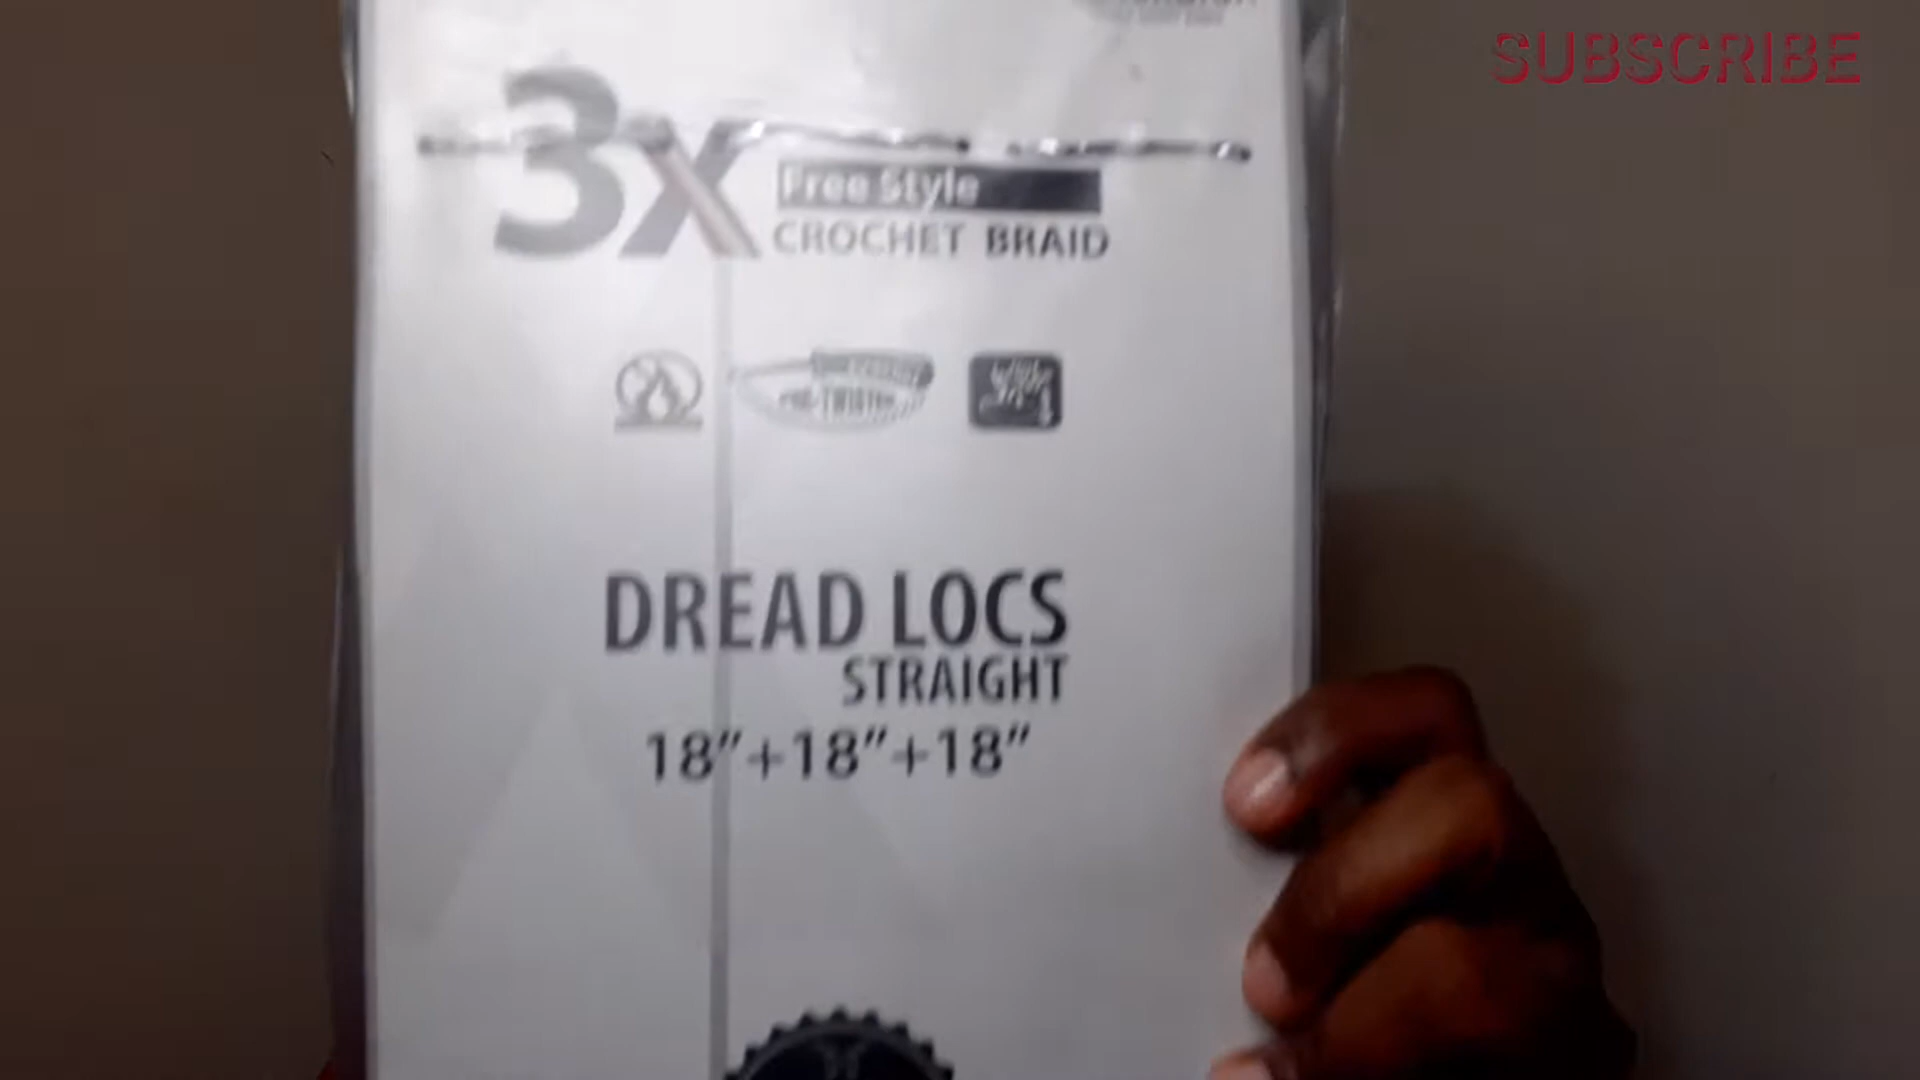 SUBSCRIBE
3X
Free Style
CROCHET BRAID
DREAD LOCS
STRAIGHT
18"+18"+18"